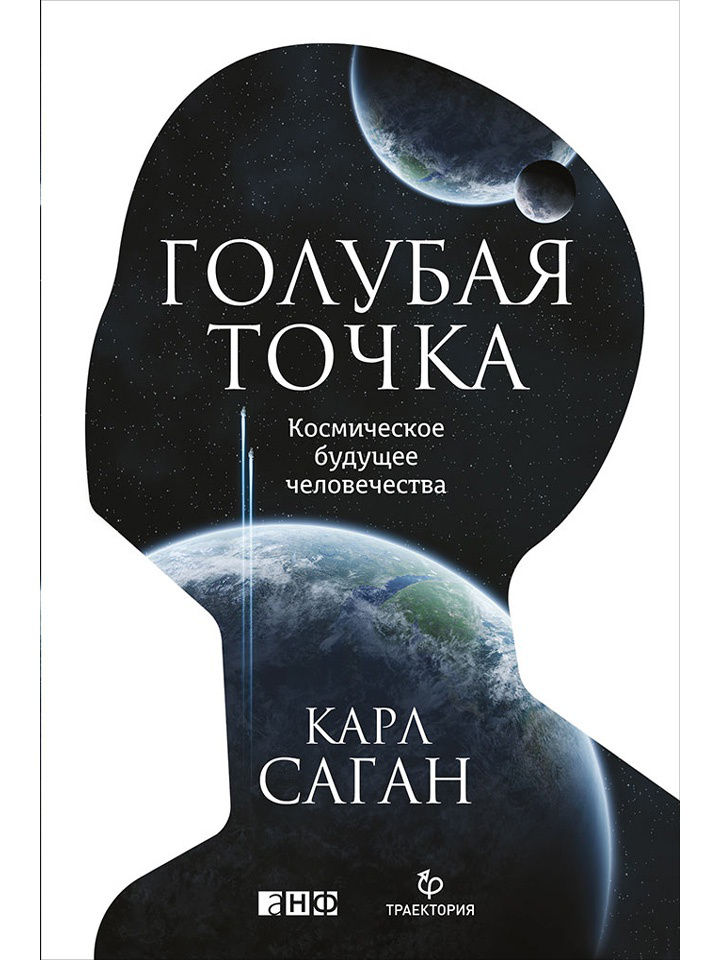 ГОЛУБАЯ
ТОЧКА
Космическое
будущее
человечества
КАРЛ
САГАН
анф
ТРАЕКТОРИЯ